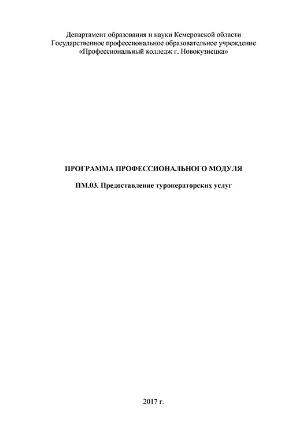 Департамент образования и науки Кемеровской области
Государственное профессиональное образовательное учреждение
«Профессиональный колледж г. Новокузнецка»
ПРОГРАММА ПРОФЕССИОНАЛЬНОГО МОДУЛЯ
ПМ.03. Предоставление туроператорских услуг
2017 г.